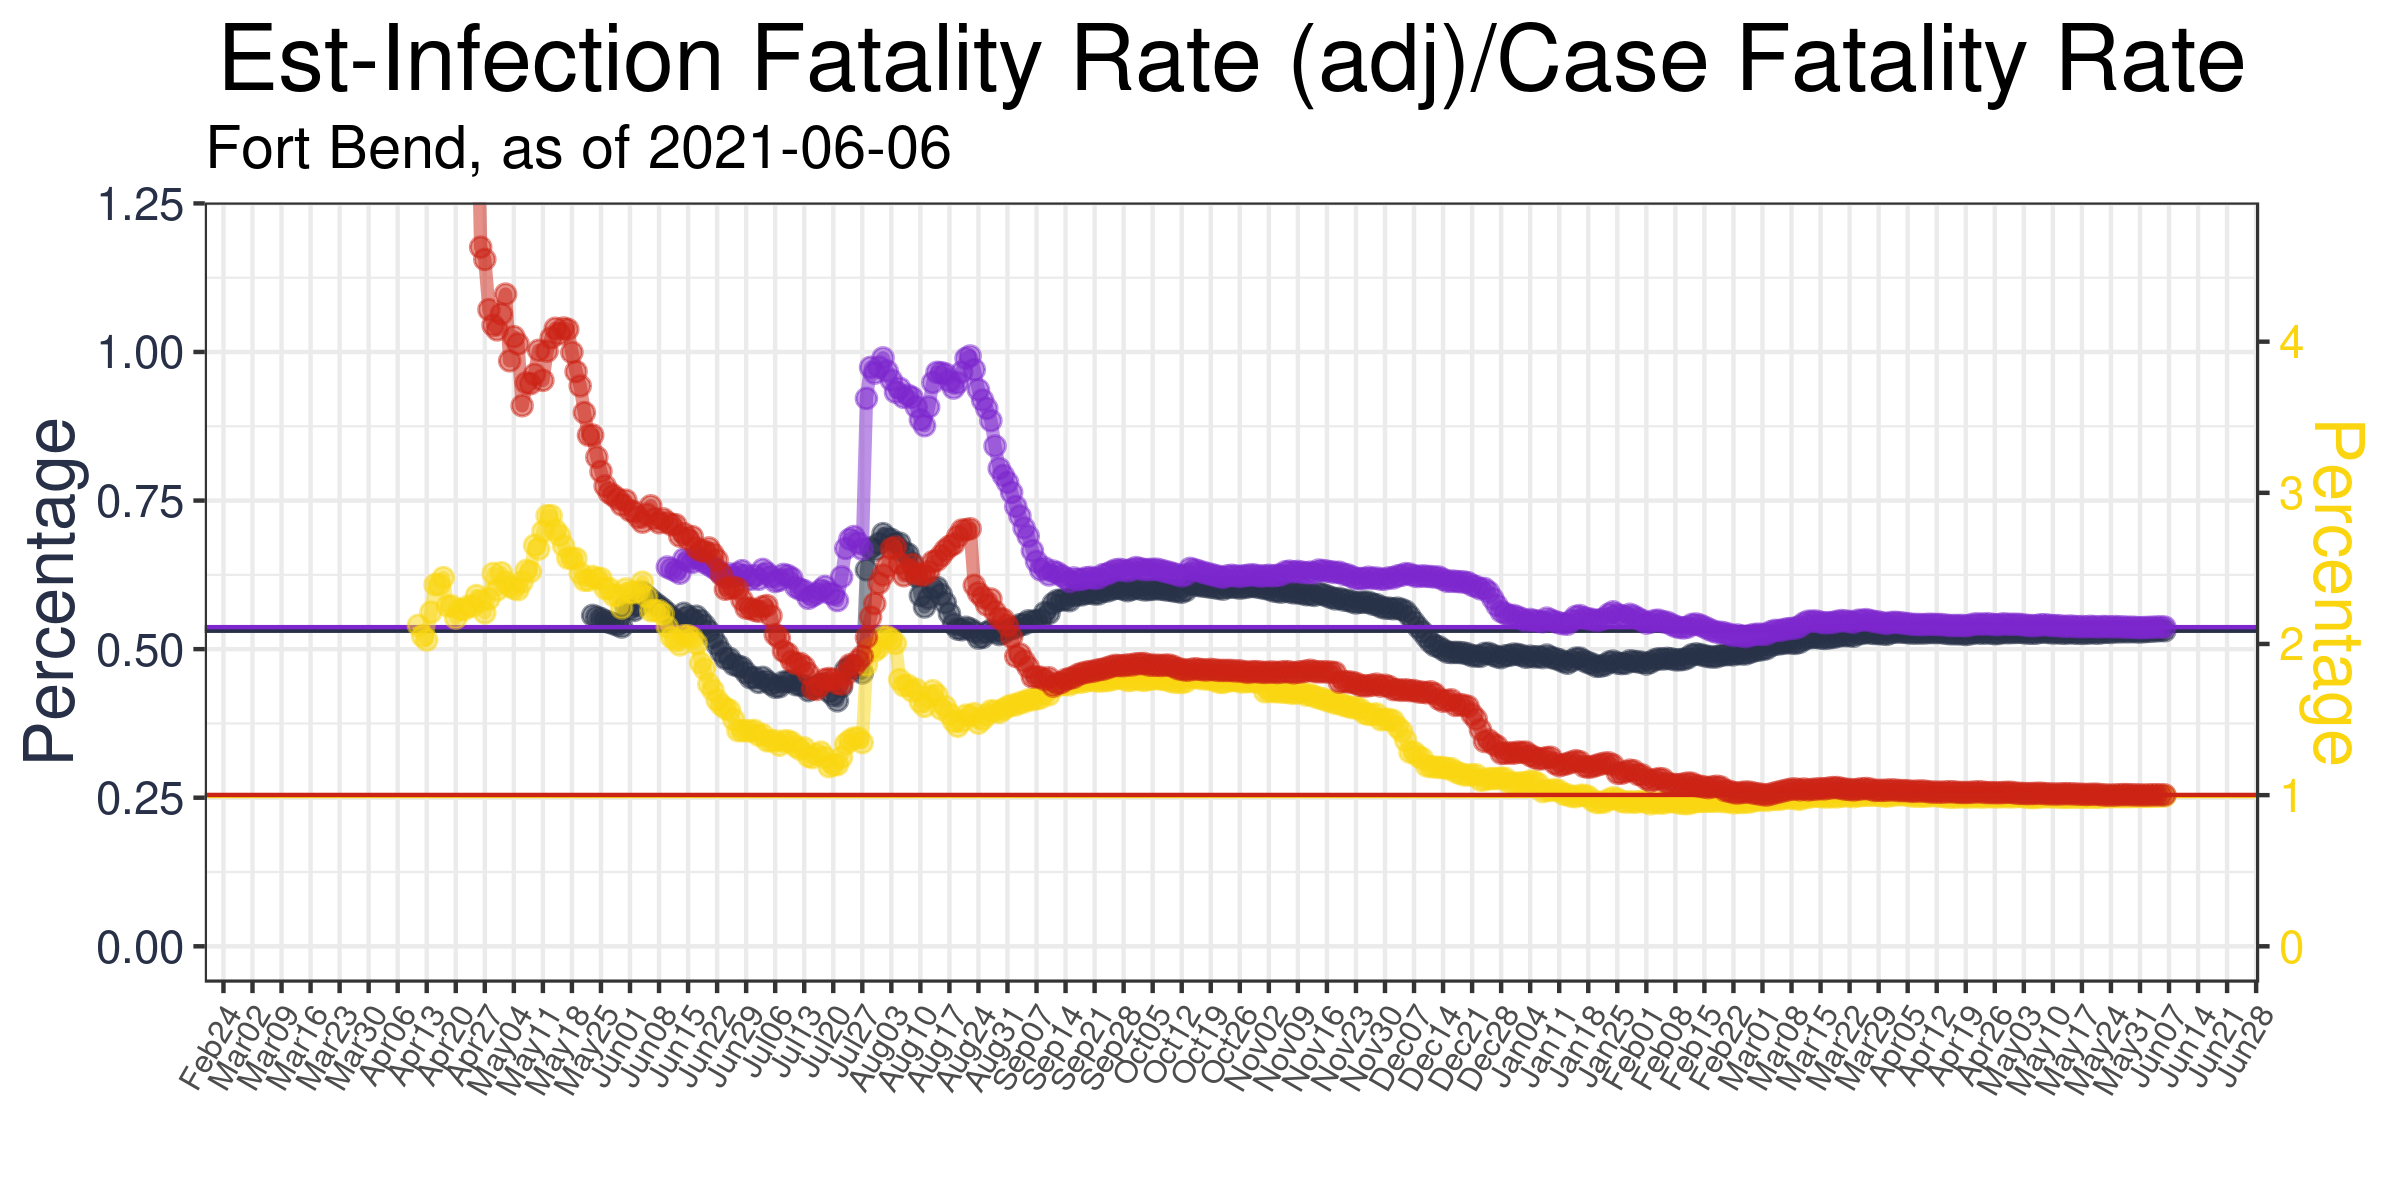 Est-Infection Fatality Rate (adj)/Case Fatality Rate
Fort Bend, as of 2021-06-06
Percentage
1.25
1.00
0.75
0.50
0.25
0.00
4
3
2
1
0
Percentage
Feb24
Mar02
Mar09
Mar16
Mar23
Mar30
Apr06
Apr13
Apr20
Apr27
May04
May11
May18
May25
Jun01
Jun08
Jun15
Jun22
Jun29
Jul06
Jul13
Jul20
Jul27
Aug03
Aug10
Aug17
Aug24
Aug31
Sep07
Sep14
Sep21
Sep28
Oct05
Oct12
Oct19
Oct26
Nov02
Nov09
Nov16
Nov23
Nov30
Dec07
Dec14
Dec21
Dec28
Jan04
Jan11
Jan18
Jan25
Feb01
Feb08
Feb15
Feb22
Mar01
Mar08
Mar15
Mar22
Mar29
Apr05
Apr12
Apr19
Apr26
May03
May10
May17
May24
May31
Jun07
Jun14
Jun21
Jun28